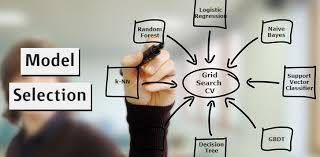 Model
Selection
Logistic
Regression
Random
Forest
Naive
Bayes
k-NN
Grid
Search
CV
Support
Vector
Classifier
Decision
Tree
GBDT